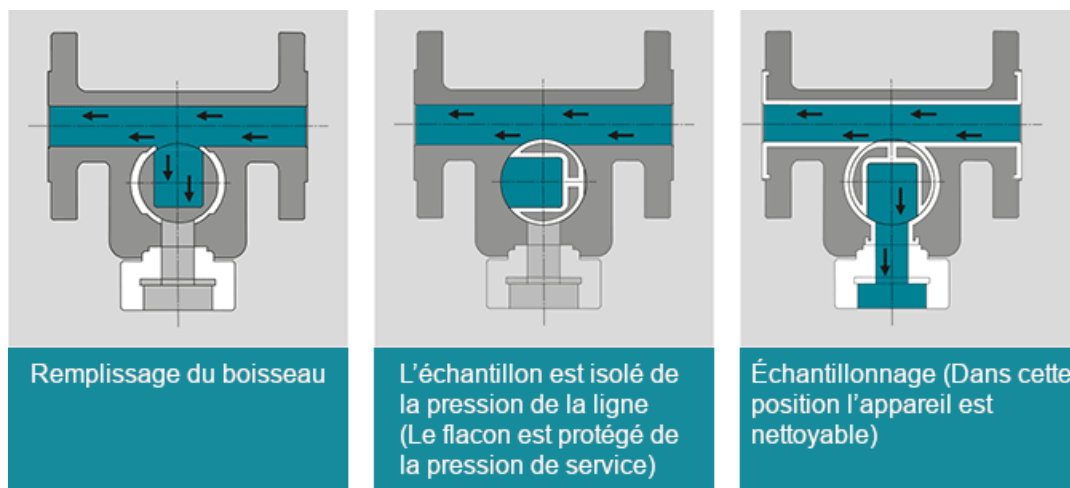 Remplissage du boisseau
L’échantillon est isolé de
la pression de la ligne
(Le flacon est protégé de
la pression de service)
Échantillonnage (Dans cette
position l’appareil est
nettoyable)